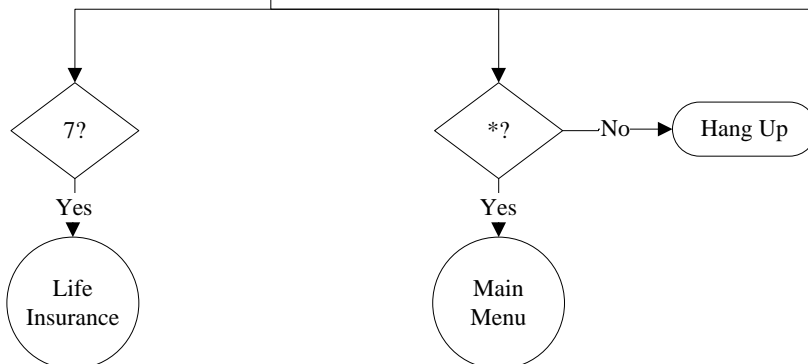 7?
*?
No
Hang Up
Yes
Yes
Life
Insurance
Main
Menu